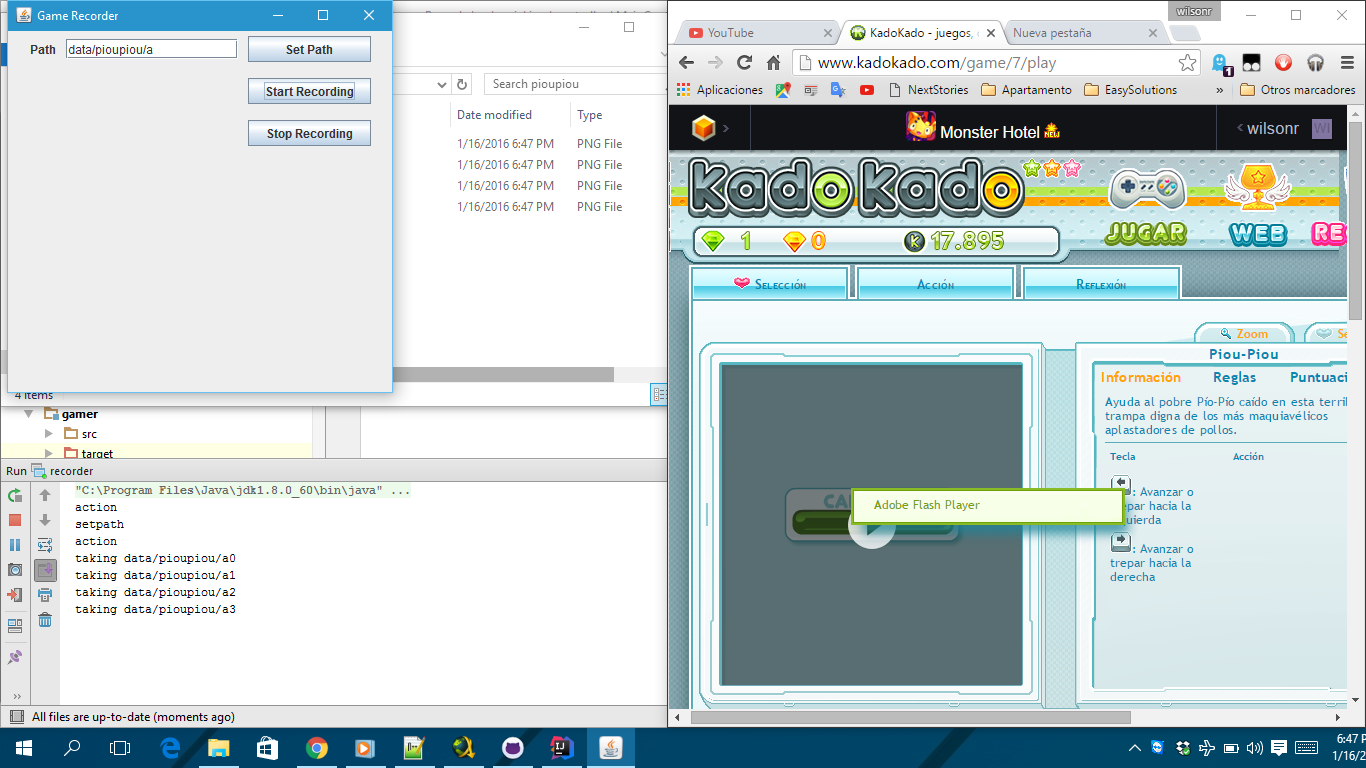 Game Recorder
Path data/pioupiou/a Set Path
Start Recording
Stop Recording
Search pioupiou
Date modified Type
1/16/2016 6:47 PM PNG File
1/16/2016 6:47 PM PNG File
1/16/2016 6:47 PM PNG File
1/16/2016 6:47 PM PNG File
4 items
gamer
src
target
Run recorder
"C:\Program Files\Java\jdk1.8.0_60\bin\java" ...
action
setpath
action
taking data/pioupiou/a0
taking data/pioupiou/a1
taking data/pioupiou/a2
taking data/pioupiou/a3
All files are up-to-date (moments ago)
wilsonr
YouTube KadoKado - juegos, Nueva pestaña
www.kadokado.com/game/7/play
1
Aplicaciones NextStories Apartamento EasySolutions » Otros marcadores
Monster Hotel NEW wilsonr WI
KadoKado
JUGAR WEB RE
1 0 K 17.895
Selección Acción Reflexión
Zoom Se
Piou-Piou
Información Reglas Puntuaci
Ayuda al pobre Pío-Pío caído en esta terrib
trampa digna de los más maquiavélicos
aplastadores de pollos.
Tecla Acción
: Avanzar o
epar hacia la
uierda
: Avanzar o
trepar hacia la
derecha
CA
Adobe Flash Player
6:47 P
1/16/2